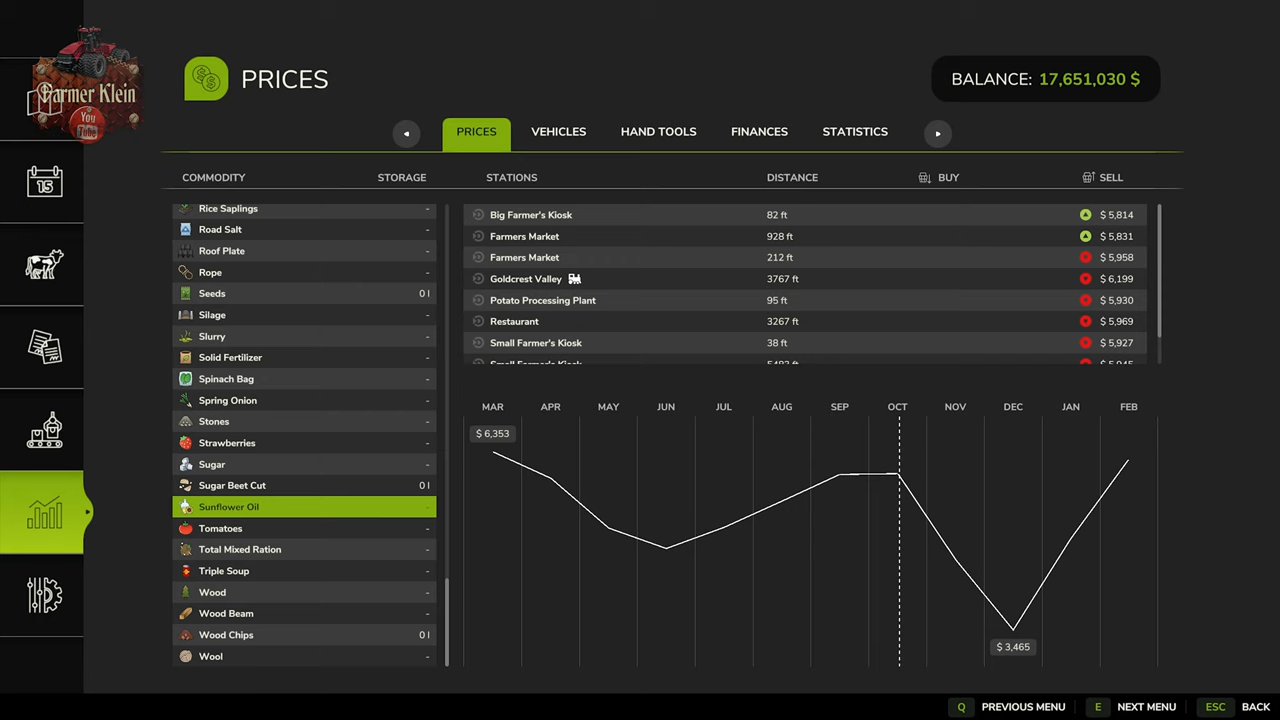 Farmer Klein
You
Tube
PRICES
BALANCE: 17,651,030 $
PRICES VEHICLES HAND TOOLS FINANCES STATISTICS
COMMODITY STORAGE STATIONS DISTANCE BUY SELL
15
Rice Saplings -
Road Salt -
Roof Plate -
Rope -
Seeds 0 l
Silage -
Slurry -
Solid Fertilizer -
Spinach Bag -
Spring Onion -
Stones -
Strawberries -
Sugar -
Sugar Beet Cut 0 l
Sunflower Oil -
Tomatoes -
Total Mixed Ration -
Triple Soup -
Wood -
Wood Beam -
Wood Chips 0 l
Wool -
Big Farmer's Kiosk 82 ft $ 5,814
Farmers Market 928 ft $ 5,831
Farmers Market 212 ft $ 5,958
Goldcrest Valley 3767 ft $ 6,199
Potato Processing Plant 95 ft $ 5,930
Restaurant 3267 ft $ 5,969
Small Farmer's Kiosk 38 ft $ 5,927
Small Farmer's Kiosk
MAR APR MAY JUN JUL AUG SEP OCT NOV DEC JAN FEB
$ 6,353
$ 3,465
Q PREVIOUS MENU E NEXT MENU ESC BACK